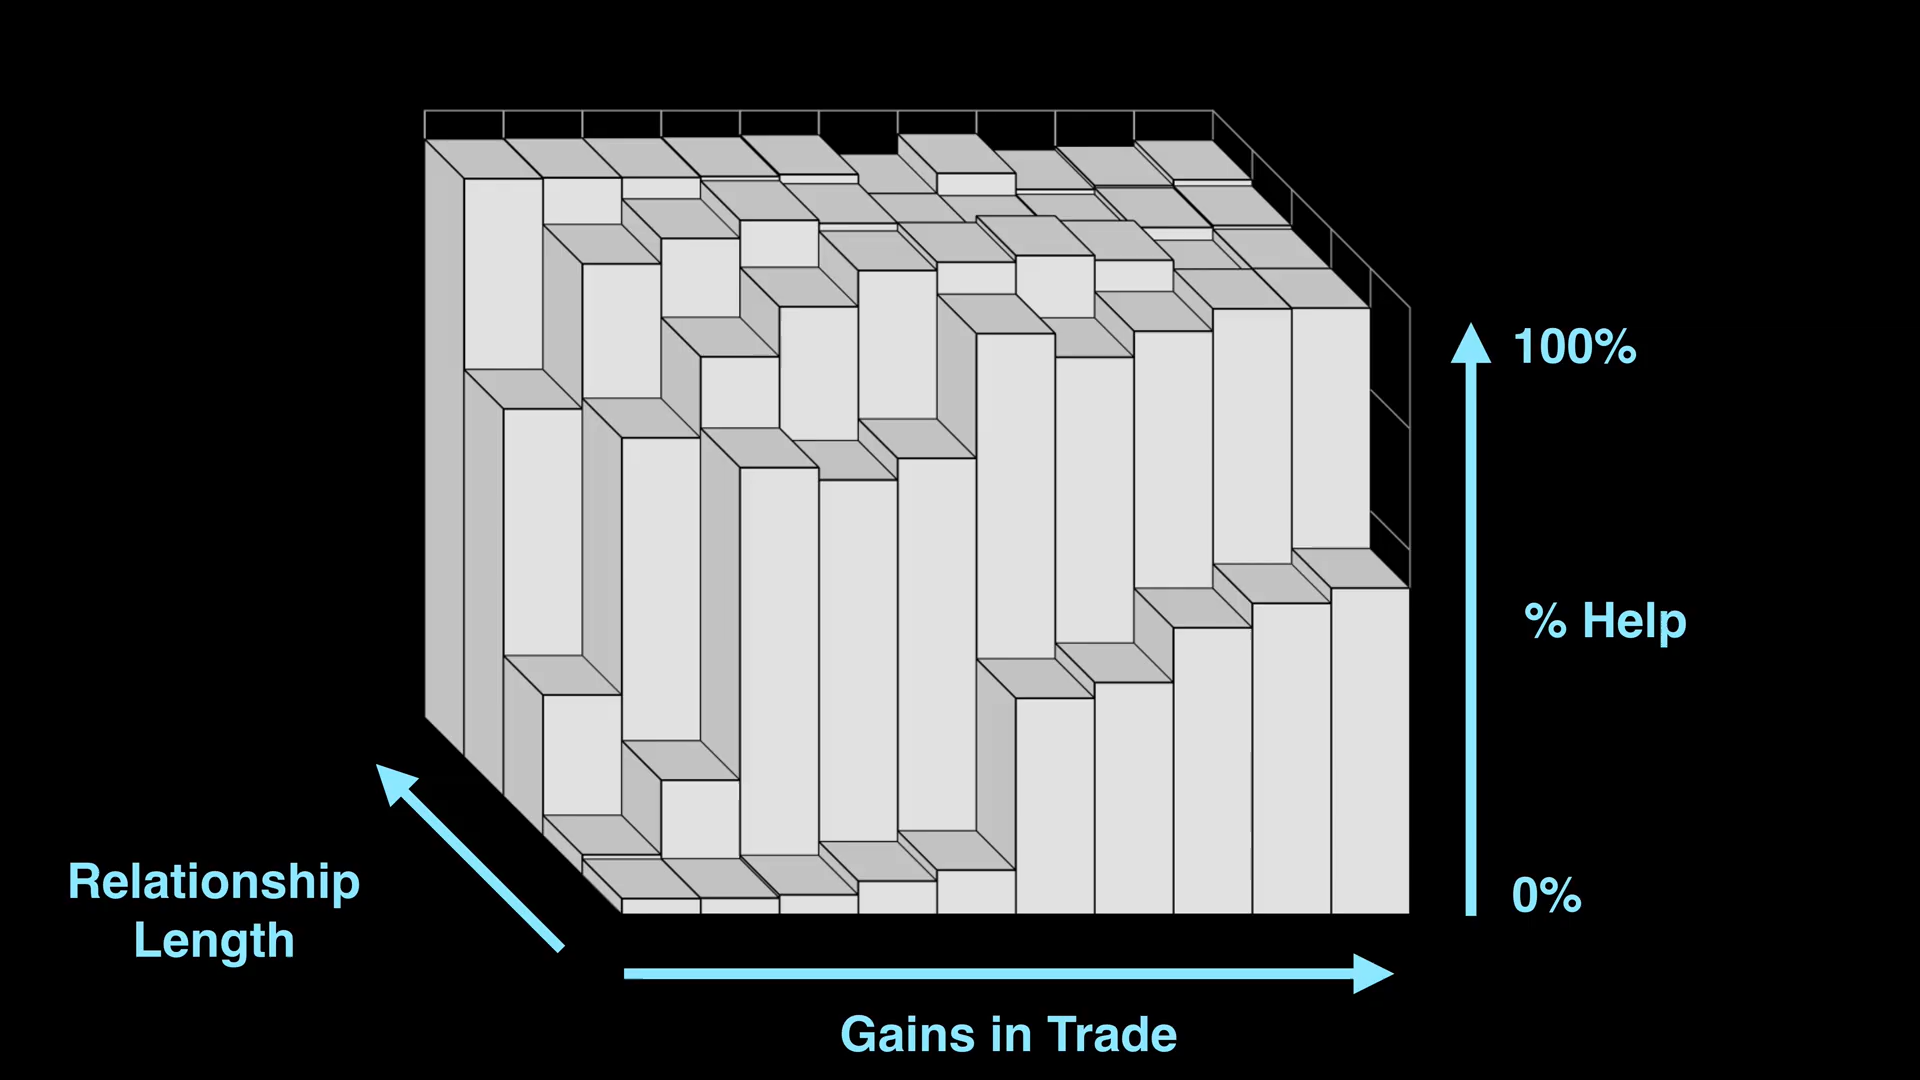 100%
% Help
0%
Relationship
Length
Gains in Trade